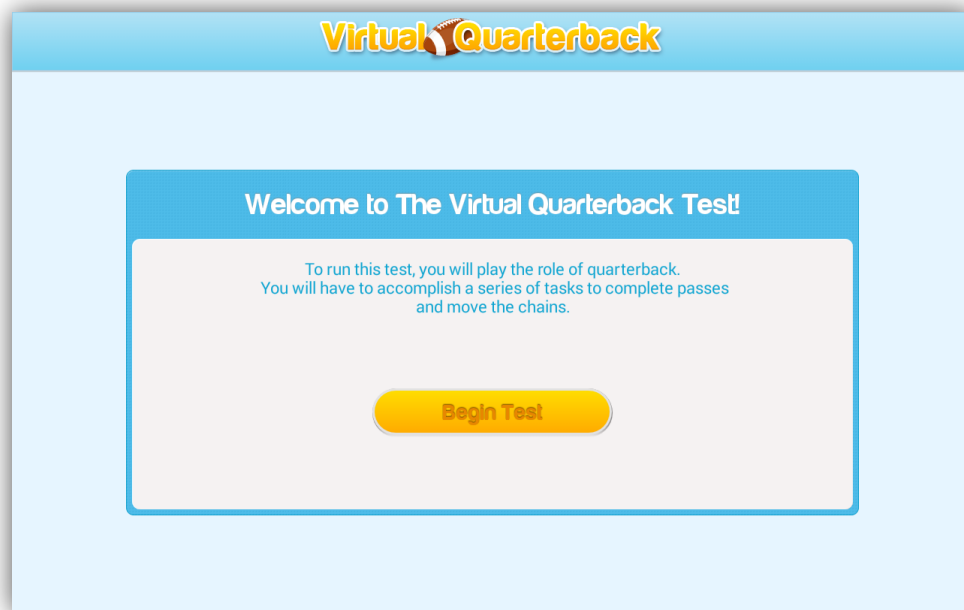 Virtual Quarterback
Welcome to The Virtual Quarterback Test!
To run this test, you will play the role of quarterback.
You will have to accomplish a series of tasks to complete passes
and move the chains.
Begin Test